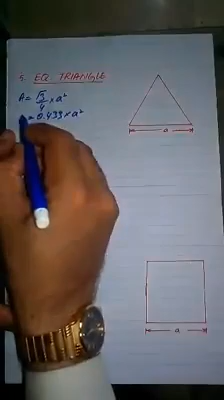 5. EQ. TRIANGLE
A = √3/4 × a²
= 0.433 × a²
a
a